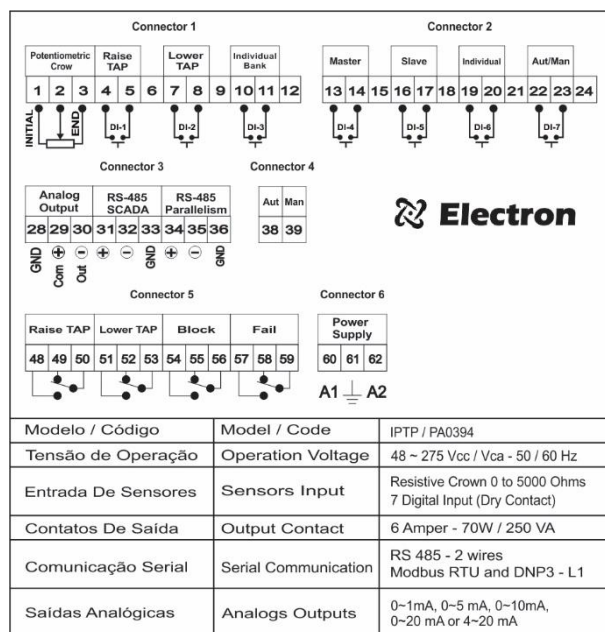 Connector 1
Connector 2
Potentiometric Crow
Raise TAP
Lower TAP
Individual Bank
Master
Slave
Individual
Aut/Man
1 2 3 4 5 6 7 8 9 10 11 12
13 14 15 16 17 18 19 20 21 22 23 24
INITIAL
END
DI-1
DI-2
DI-3
DI-4
DI-5
DI-6
DI-7
Connector 3
Connector 4
Analog Output
RS-485 SCADA
RS-485 Parallelism
Aut Man
28 29 30 31 32 33 34 35 36
38 39
GND
Com +
Out -
+
-
GND
+
-
GND
Electron
Connector 5
Connector 6
Raise TAP
Lower TAP
Block
Fail
Power Supply
48 49 50 51 52 53 54 55 56 57 58 59
60 61 62
A1 A2
Modelo / Código
Model / Code
IPTP / PA0394
Tensão de Operação
Operation Voltage
48 ~ 275 Vcc / Vca - 50 / 60 Hz
Entrada De Sensores
Sensors Input
Resistive Crown 0 to 5000 Ohms
7 Digital Input (Dry Contact)
Contatos De Saída
Output Contact
6 Amper - 70W / 250 VA
Comunicação Serial
Serial Communication
RS 485 - 2 wires
Modbus RTU and DNP3 - L1
Saídas Analógicas
Analogs Outputs
0~1mA, 0~5 mA, 0~10mA,
0~20 mA or 4~20 mA